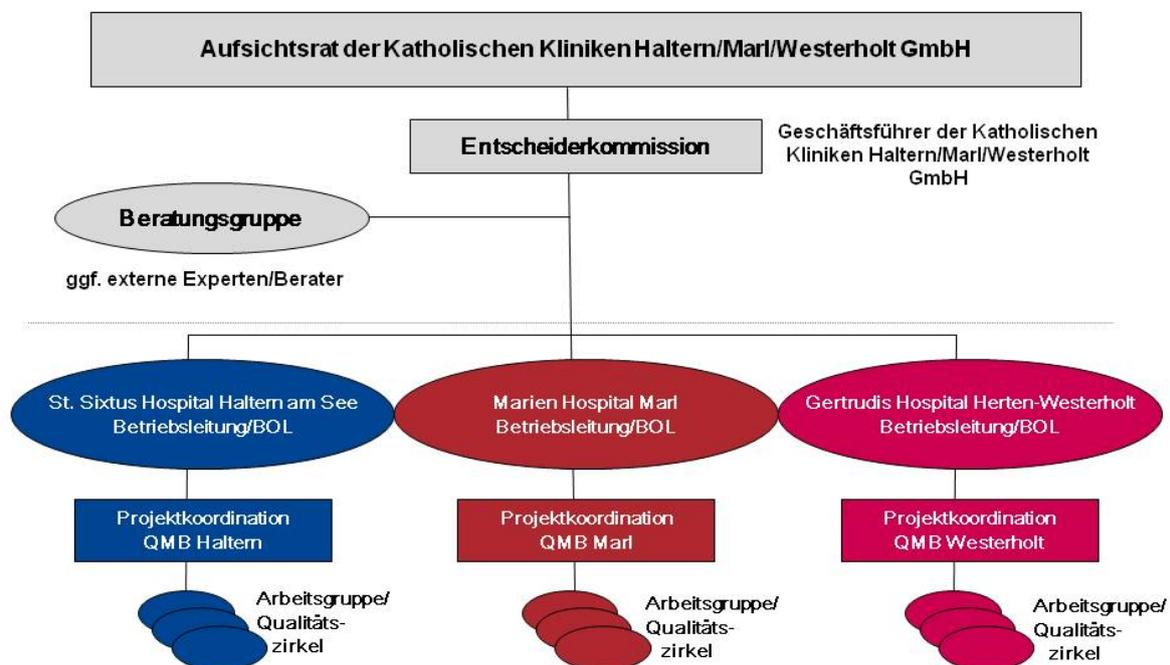 Aufsichtsrat der Katholischen Kliniken Haltern/Marl/Westerholt GmbH
Entscheiderkommission
Geschäftsführer der Katholischen
Kliniken Haltern/Marl/Westerholt
GmbH
Beratungsgruppe
ggf. externe Experten/Berater
St. Sixtus Hospital Haltern am See
Betriebsleitung/BOL
Marien Hospital Marl
Betriebsleitung/BOL
Gertrudis Hospital Herten-Westerholt
Betriebsleitung/BOL
Projektkoordination
QMB Haltern
Projektkoordination
QMB Marl
Projektkoordination
QMB Westerholt
Arbeitsgruppe/
Qualitäts-
zirkel
Arbeitsgruppe/
Qualitäts-
zirkel
Arbeitsgruppe/
Qualitäts-
zirkel